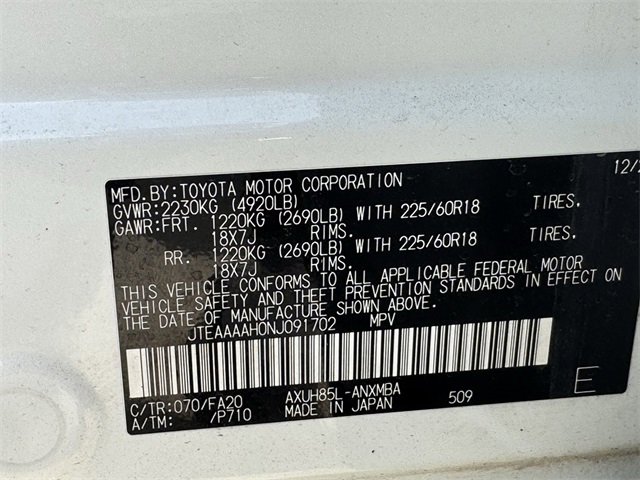 MFD.BY:TOYOTA MOTOR CORPORATION 12/
GVWR:2230KG (4920LB)
GAWR:FRT. 1220KG (2690LB) WITH 225/60R18 TIRES.
18X7J RIMS.
RR. 1220KG (2690LB) WITH 225/60R18 TIRES.
18X7J RIMS.
THIS VEHICLE CONFORMS TO ALL APPLICABLE FEDERAL MOTOR
VEHICLE SAFETY AND THEFT PREVENTION STANDARDS IN EFFECT ON
THE DATE OF MANUFACTURE SHOWN ABOVE.
JTEAAAAH0NJ091702 MPV
C/TR:070/FA20 AXUH85L-ANXMBA
A/TM: /P710 MADE IN JAPAN 509
E